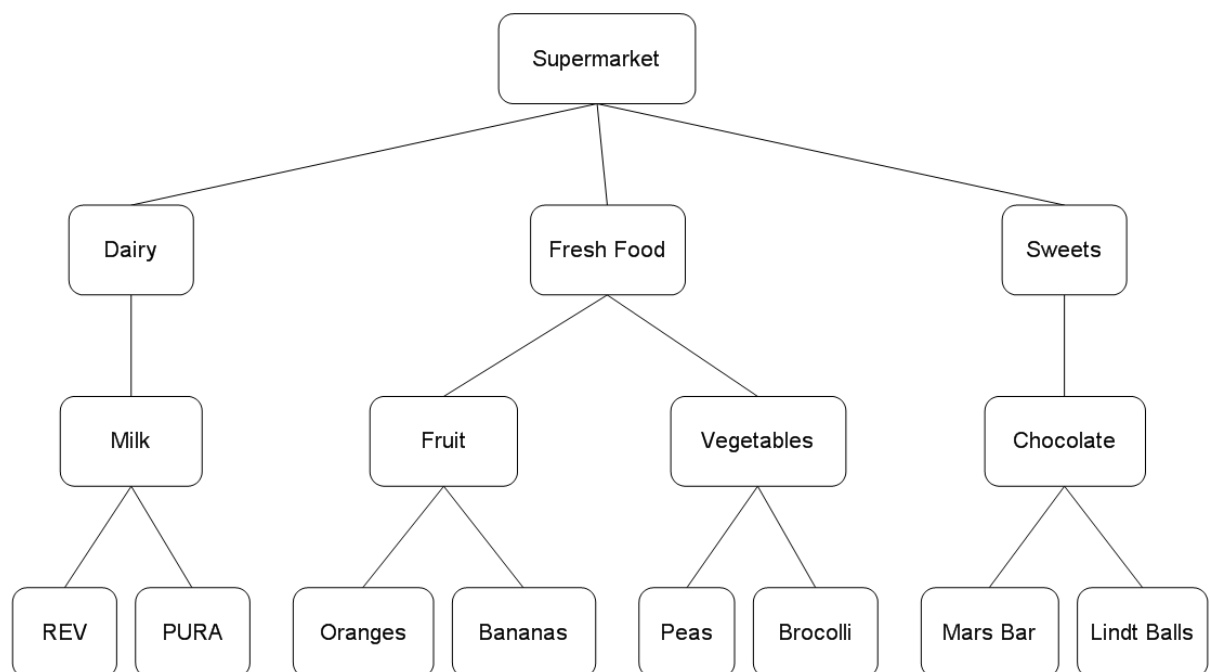 Supermarket
Dairy
Fresh Food
Sweets
Milk
Fruit
Vegetables
Chocolate
REV
PURA
Oranges
Bananas
Peas
Brocolli
Mars Bar
Lindt Balls